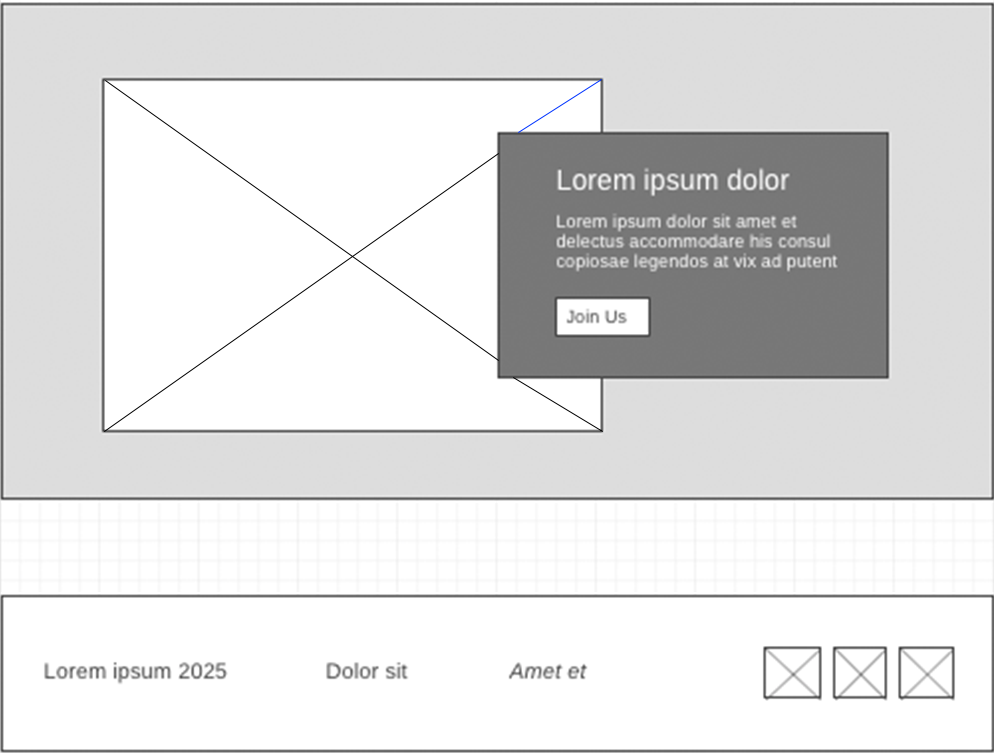 Lorem ipsum dolor
Lorem ipsum dolor sit amet et
delectus accommodare his consul
copiosae legendos at vix ad putent
Join Us
Lorem ipsum 2025
Dolor sit
Amet et